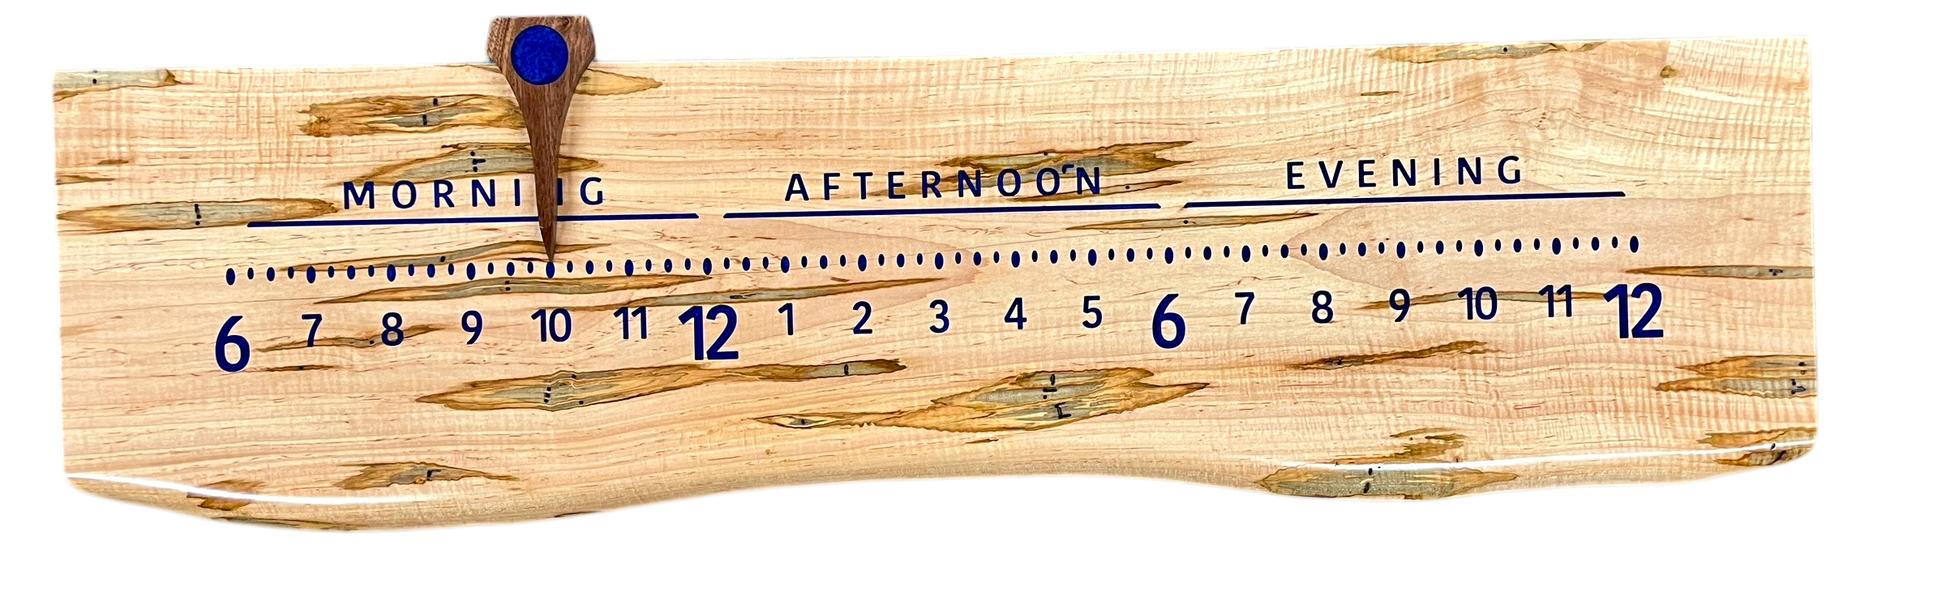 MORNING AFTERNOON EVENING
6 7 8 9 10 11 12 1 2 3 4 5 6 7 8 9 10 11 12